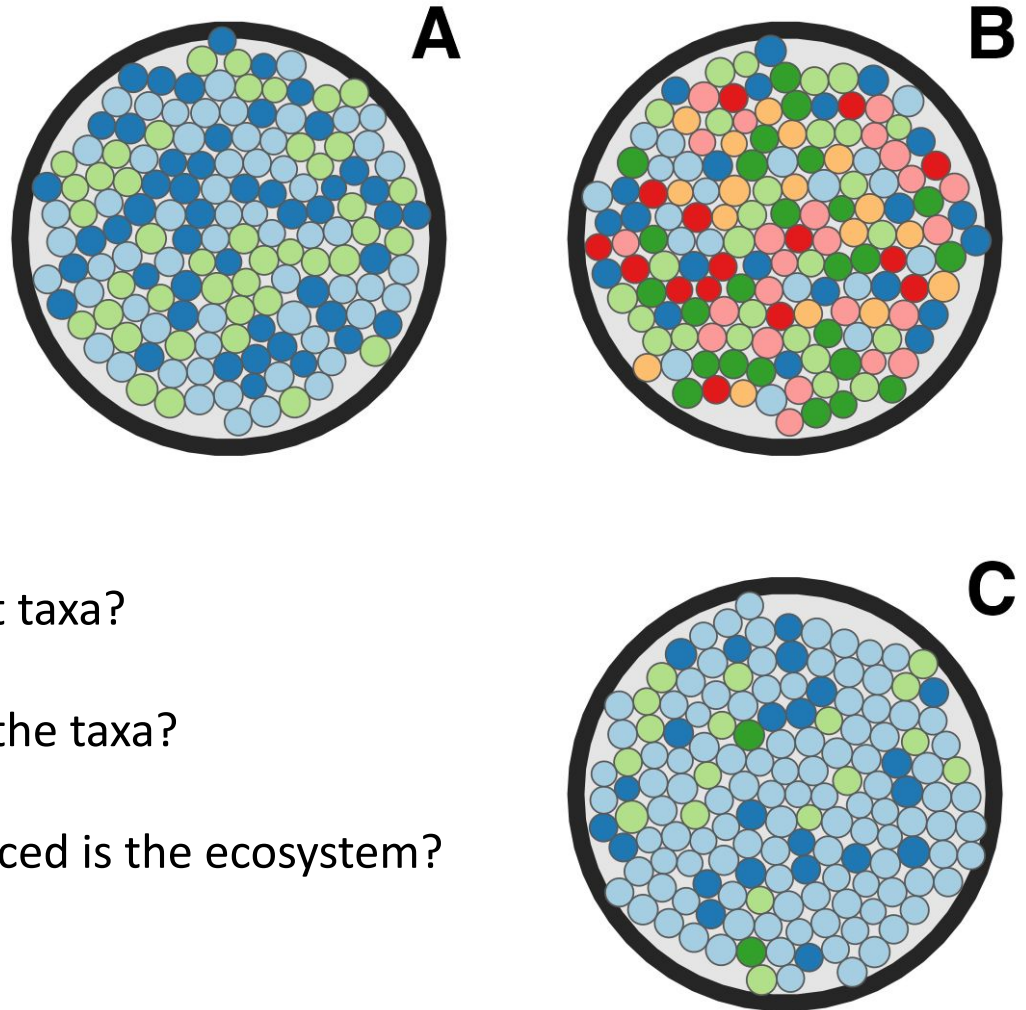 A
B
taxa?
C
the taxa?
ced is the ecosystem?